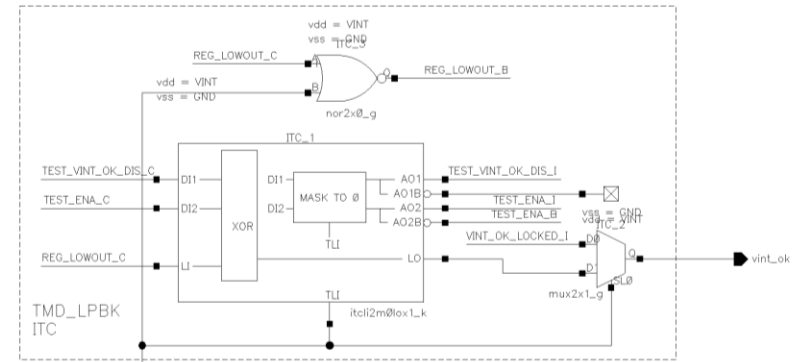 vdd = VINT
vss = GND
ITC_3
REG_LOWOUT_C
A
Q
REG_LOWOUT_B
vdd = VINT
B
vss = GND
nor2x0_g
ITC_1
TEST_VINT_OK_DIS_C
DI1
DI1
AO1
TEST_VINT_OK_DIS_I
MASK TO 0
AO1B
TEST_ENA_C
DI2
DI2
AO2
TEST_ENA_I
TEST_ENA_B
AO2B
vss = GND
vdd = VINT
ITC_2
XOR
TLI
VINT_OK_LOCKED_I
D0
REG_LOWOUT_C
LI
LO
Q
vint_ok
D
SL0
TLI
mux2x1_g
TMD_LPBK
ITC
itcli2m0lox1_k